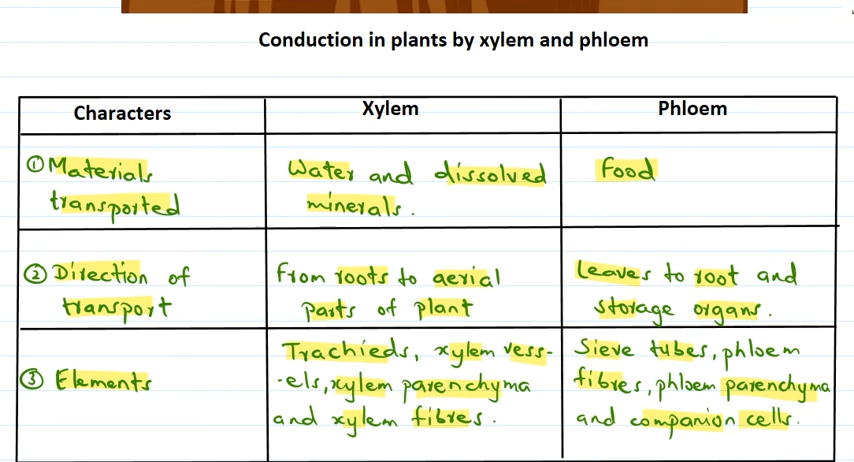 Conduction in plants by xylem and phloem
Characters
Xylem
Phloem
① Materials
transported
Water and dissolved
minerals.
Food
② Direction of
transport
From roots to aerial
parts of plant
Leaves to root and
storage organs.
③ Elements
Trachieds, xylem vess-
-els, xylem parenchyma
and xylem fibres.
Sieve tubes, phloem
fibres, phloem parenchyma
and companion cells.